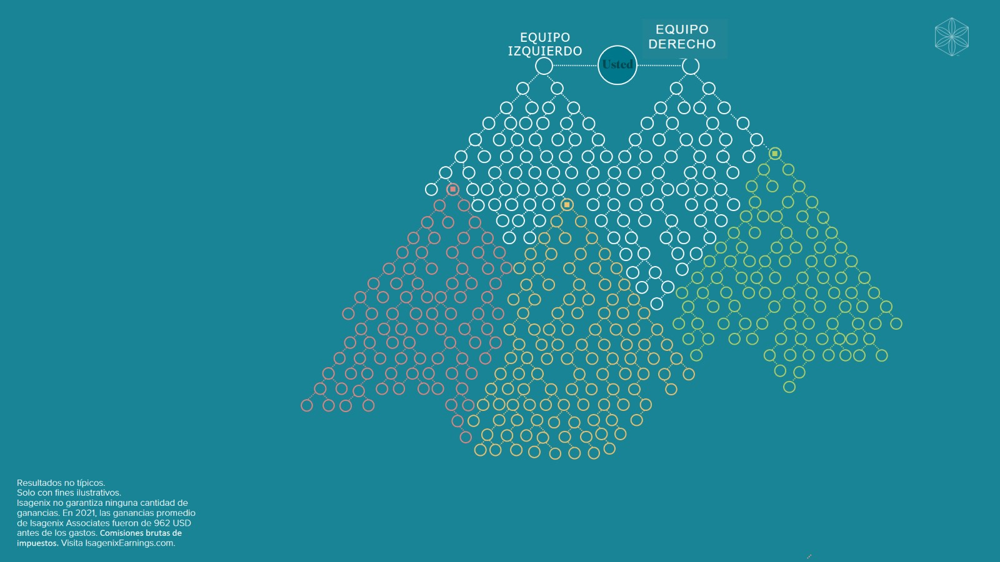 EQUIPO
IZQUIERDO
Usted
EQUIPO
DERECHO
Resultados no típicos.
Solo con fines ilustrativos.
Isagenix no garantiza ninguna cantidad de
ganancias. En 2021, las ganancias promedio
de Isagenix Associates fueron de 962 USD
antes de los gastos. Comisiones brutas de
impuestos. Visita IsagenixEarnings.com.